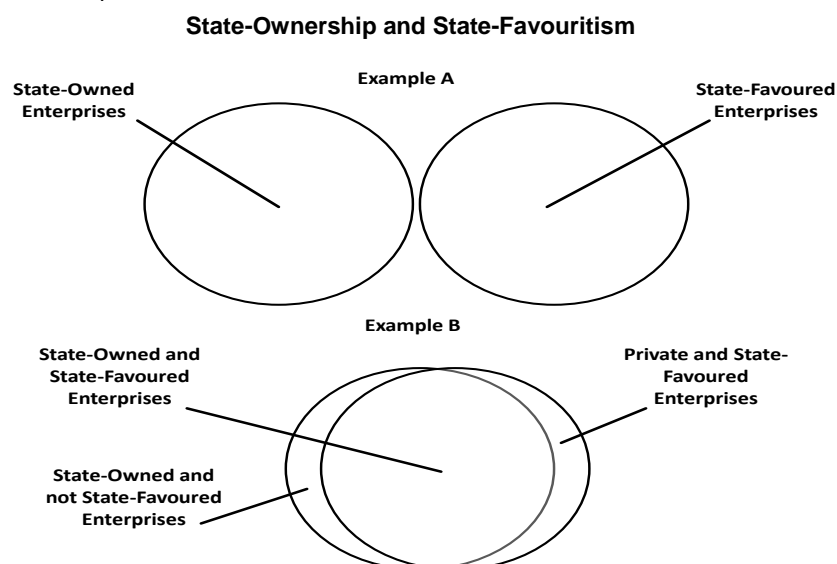 State-Ownership and State-Favouritism
Example A
State-Owned
Enterprises
State-Favoured
Enterprises
Example B
State-Owned and
State-Favoured
Enterprises
Private and State-
Favoured
Enterprises
State-Owned and
not State-Favoured
Enterprises